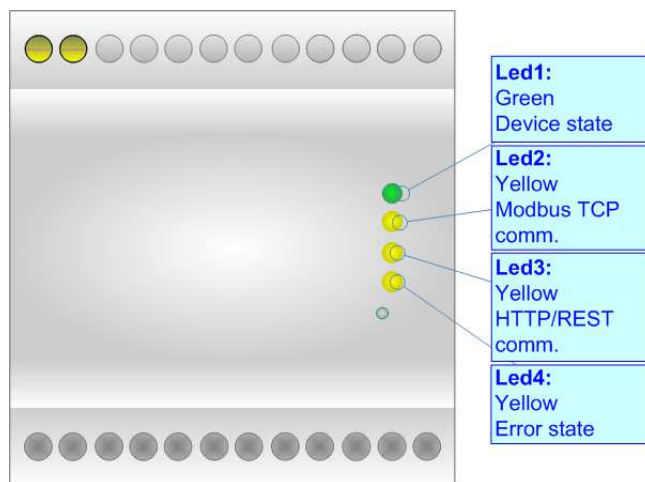 Led1:
Green
Device state
Led2:
Yellow
Modbus TCP
comm.
Led3:
Yellow
HTTP/REST
comm.
Led4:
Yellow
Error state